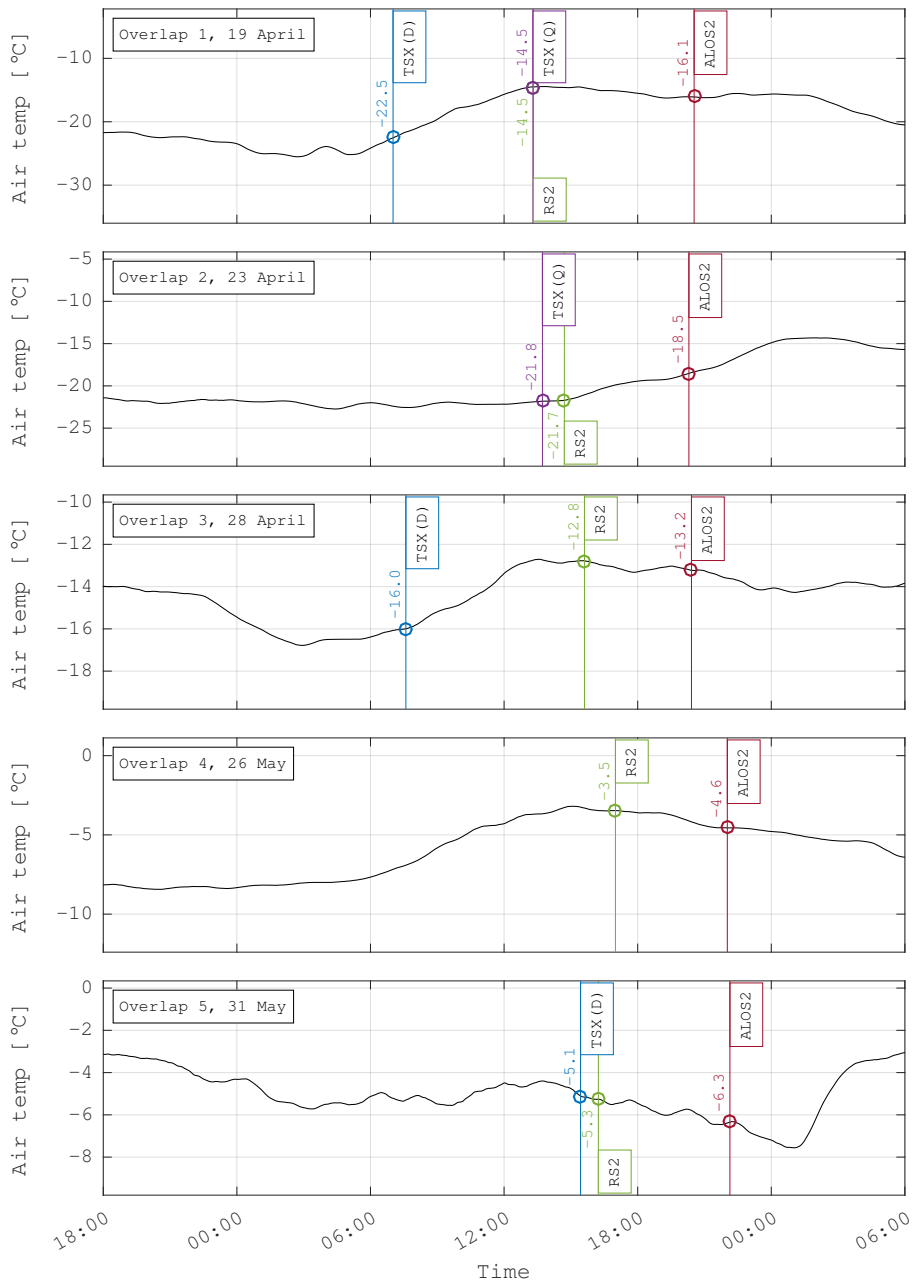 Air temp [°C]
-10
-20
-30
Overlap 1, 19 April
-22.5
TSX(D)
-14.5
TSX(Q)
-14.5
RS2
-16.1
ALOS2
Air temp [°C]
-5
-10
-15
-20
-25
Overlap 2, 23 April
-21.8
TSX(Q)
-21.7
RS2
-18.5
ALOS2
Air temp [°C]
-10
-12
-14
-16
-18
Overlap 3, 28 April
-16.0
TSX(D)
-12.8
RS2
-13.2
ALOS2
Air temp [°C]
0
-5
-10
Overlap 4, 26 May
-3.5
RS2
-4.6
ALOS2
Air temp [°C]
0
-2
-4
-6
-8
Overlap 5, 31 May
-5.1
TSX(D)
-5.3
RS2
-6.3
ALOS2
18:00
00:00
06:00
12:00
18:00
00:00
06:00
Time